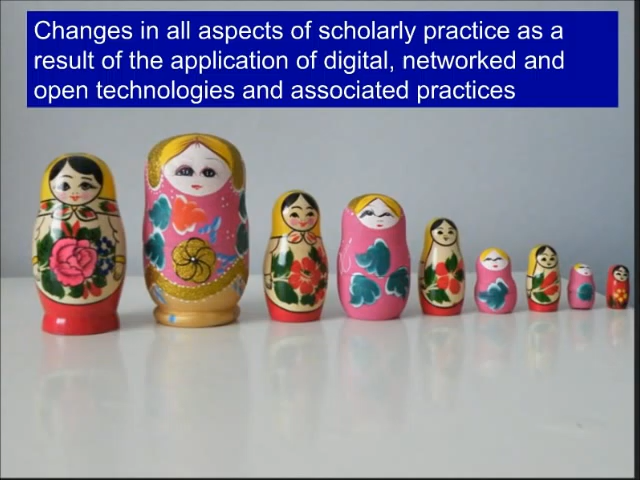 Changes in all aspects of scholarly practice as a
result of the application of digital, networked and
open technologies and associated practices